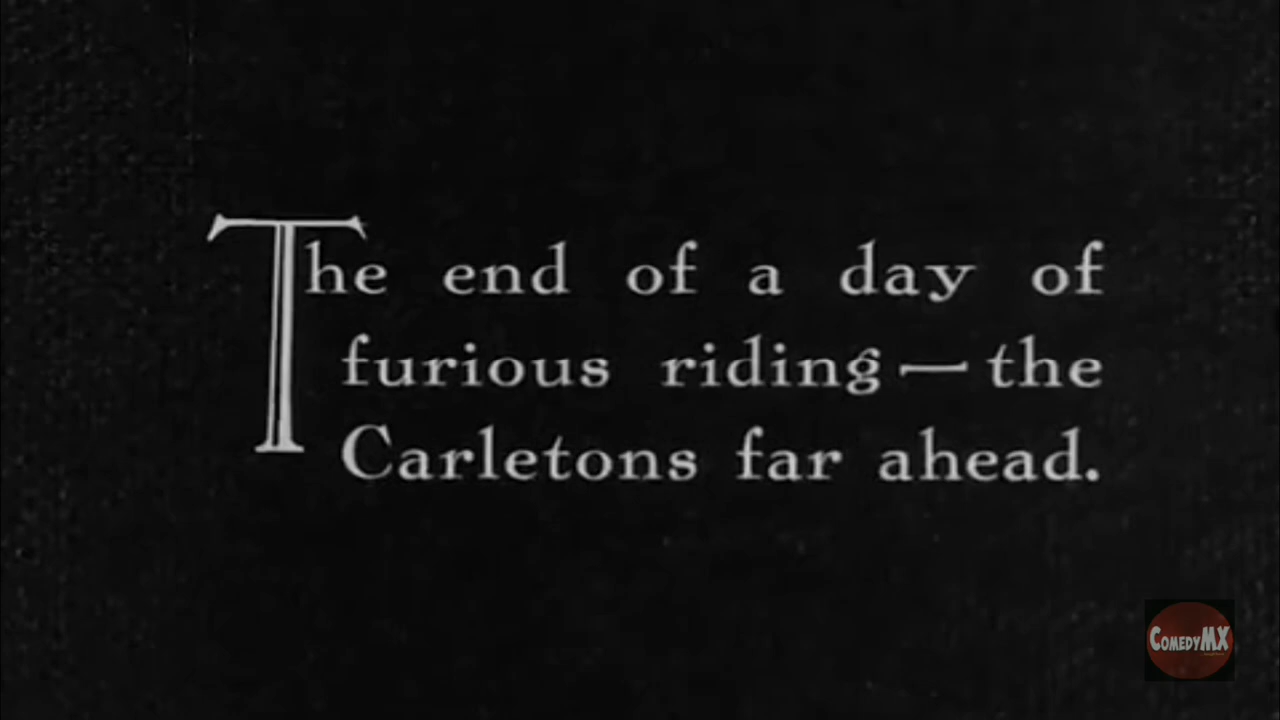 The end of a day of
furious riding — the
Carletons far ahead.
COMEDYMX